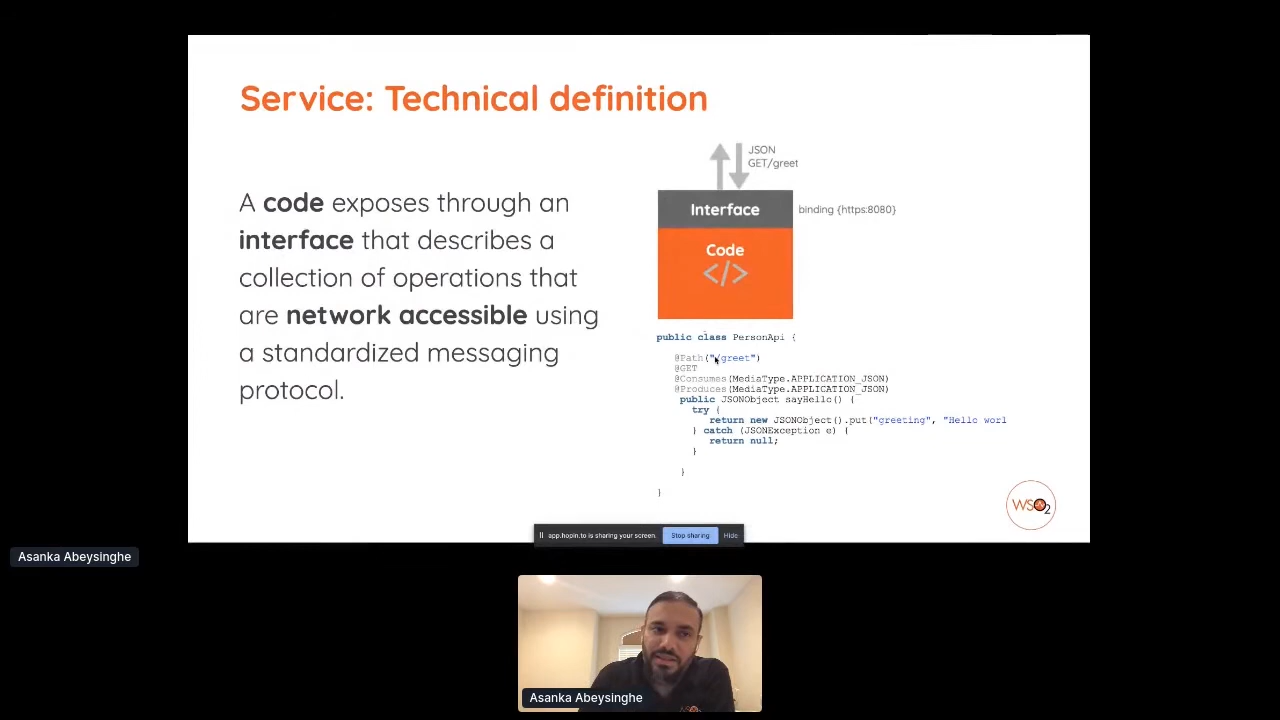 Service: Technical definition
A code exposes through an
interface that describes a
collection of operations that
are network accessible using
a standardized messaging
protocol.
JSON
GET/greet
Interface
binding {https:8080}
Code
</>
public class PersonApi {
@Path("/greet")
@GET
@Consumes(MediaType.APPLICATION_JSON)
@Produces(MediaType.APPLICATION_JSON)
public JSONObject sayHello() {
try {
return new JSONObject().put("greeting", "Hello worl
} catch (JSONException e) {
return null;
}
}
}
WSO2
app.hopin.to is sharing your screen.
Stop sharing
Hide
Asanka Abeysinghe
Asanka Abeysinghe